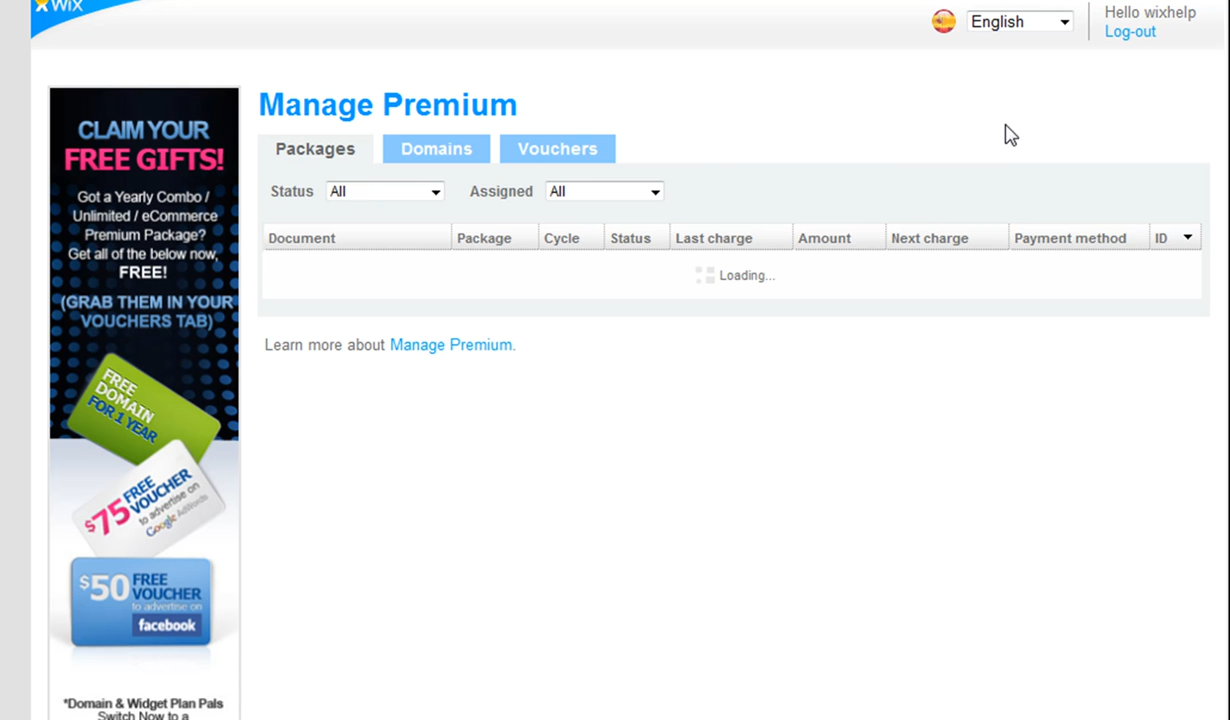 Wix
English
Hello wixhelp
Log-out
CLAIM YOUR
FREE GIFTS!
Got a Yearly Combo /
Unlimited / eCommerce
Premium Package?
Get all of the below now,
FREE!
(GRAB THEM IN YOUR
VOUCHERS TAB)
FREE
DOMAIN
FOR 1 YEAR
$75 FREE
VOUCHER
to advertise on
Google AdWords
$50 FREE
VOUCHER
to advertise on
facebook
*Domain & Widget Plan Pals
Switch Now to a
Manage Premium
Packages Domains Vouchers
Status All Assigned All
Document Package Cycle Status Last charge Amount Next charge Payment method ID
Loading...
Learn more about Manage Premium.